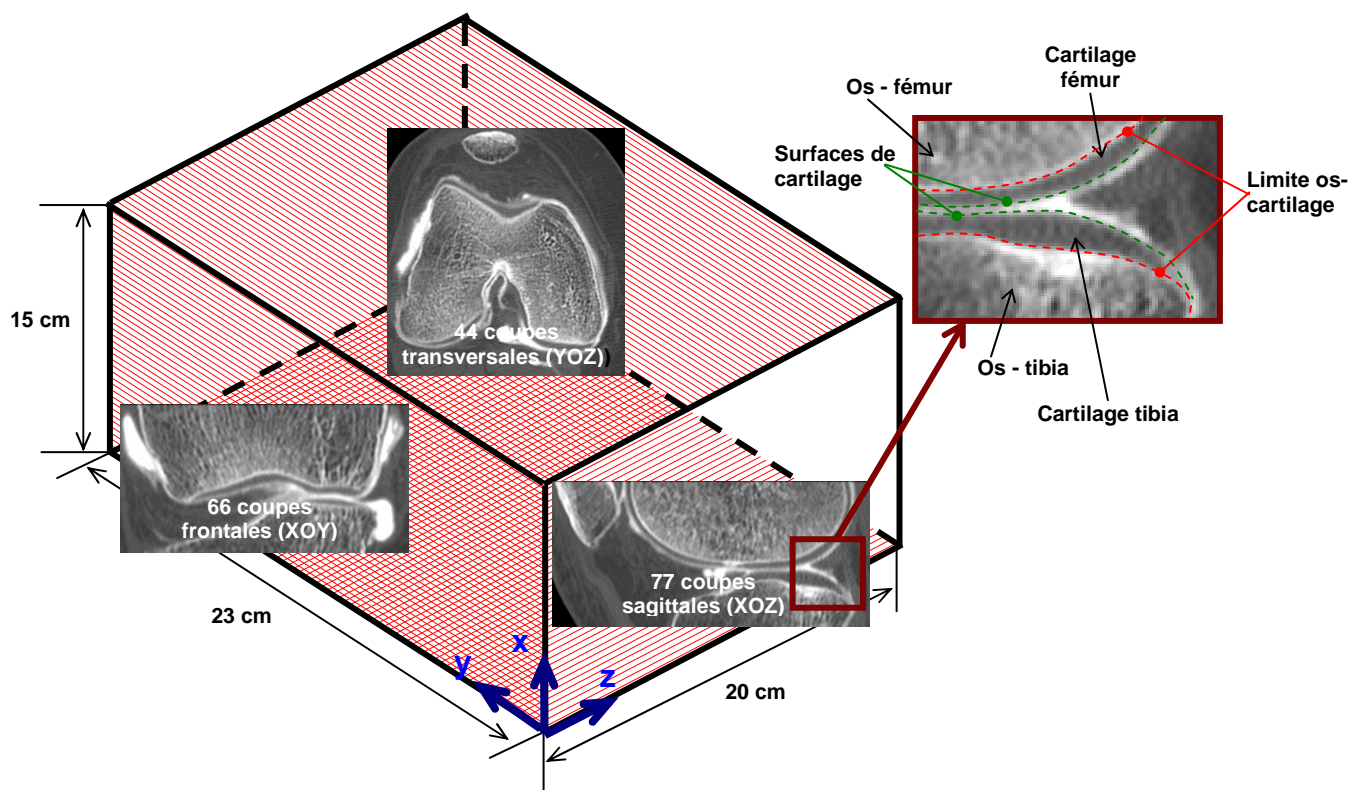 Cartilage
fémur
Os - fémur
Surfaces de
cartilage
Limite os-
cartilage
Os - tibia
Cartilage tibia
44 coupes
transversales (YOZ))
15 cm
66 coupes
frontales (XOY)
77 coupes
sagittales (XOZ)
23 cm
20 cm
x
y
z